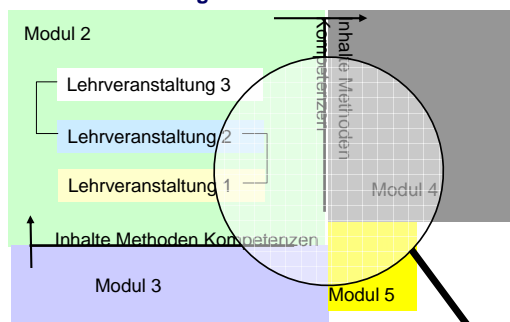 Modul 2
Inhalte Methoden
Kompetenzen
Lehrveranstaltung 3
Lehrveranstaltung 2
Lehrveranstaltung 1
Modul 4
Inhalte Methoden Kompetenzen
Modul 3
Modul 5